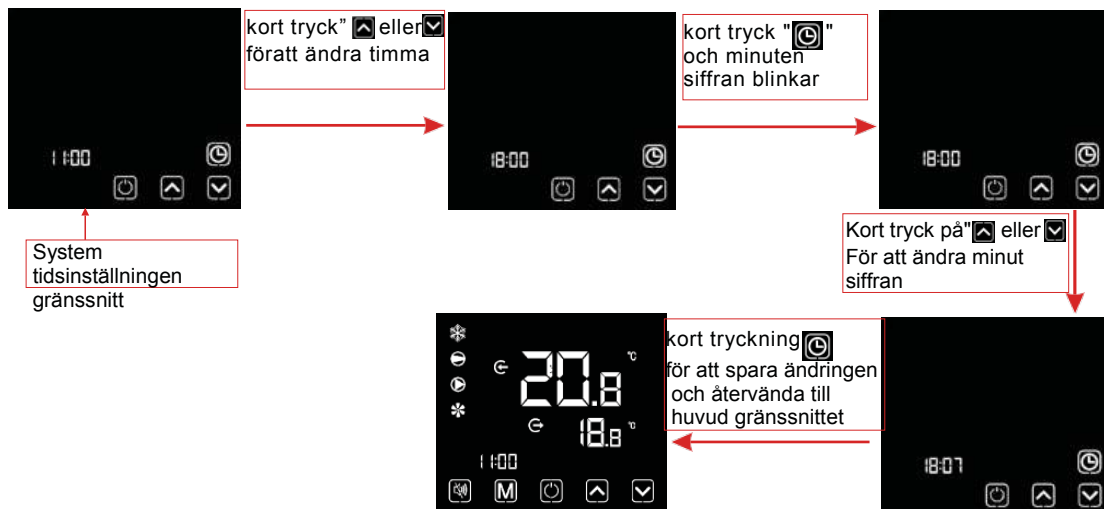 11:00
kort tryck" eller
föratt ändra timma
18:00
kort tryck " "
och minuten
siffran blinkar
18:00
System
tidsinställningen
gränssnitt
Kort tryck på" eller
För att ändra minut
siffran
18:07
kort tryckning
för att spara ändringen
och återvända till
huvud gränssnittet
20.8 °C
18.8 °C
11:00
M